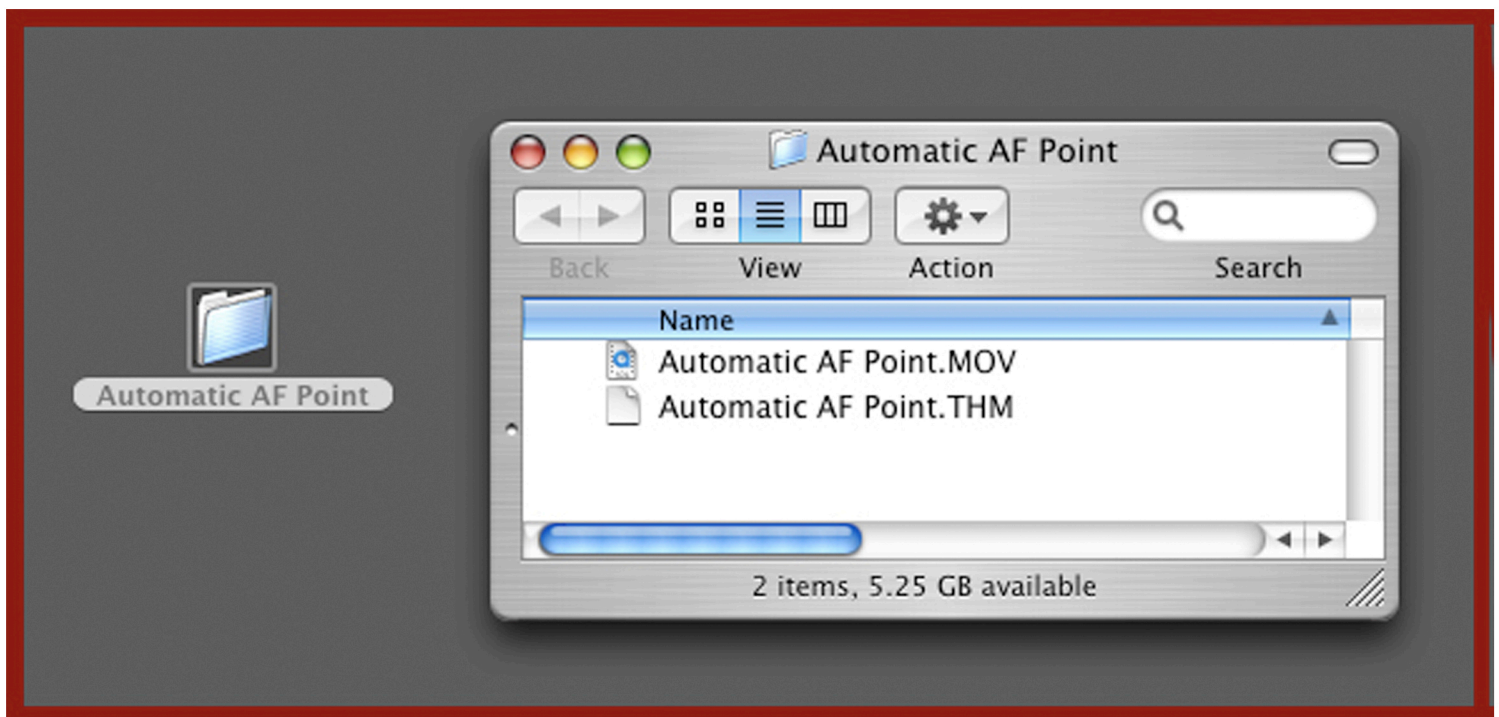 Automatic AF Point
Automatic AF Point
Back
View
Action
Search
Name
Automatic AF Point.MOV
Automatic AF Point.THM
2 items, 5.25 GB available